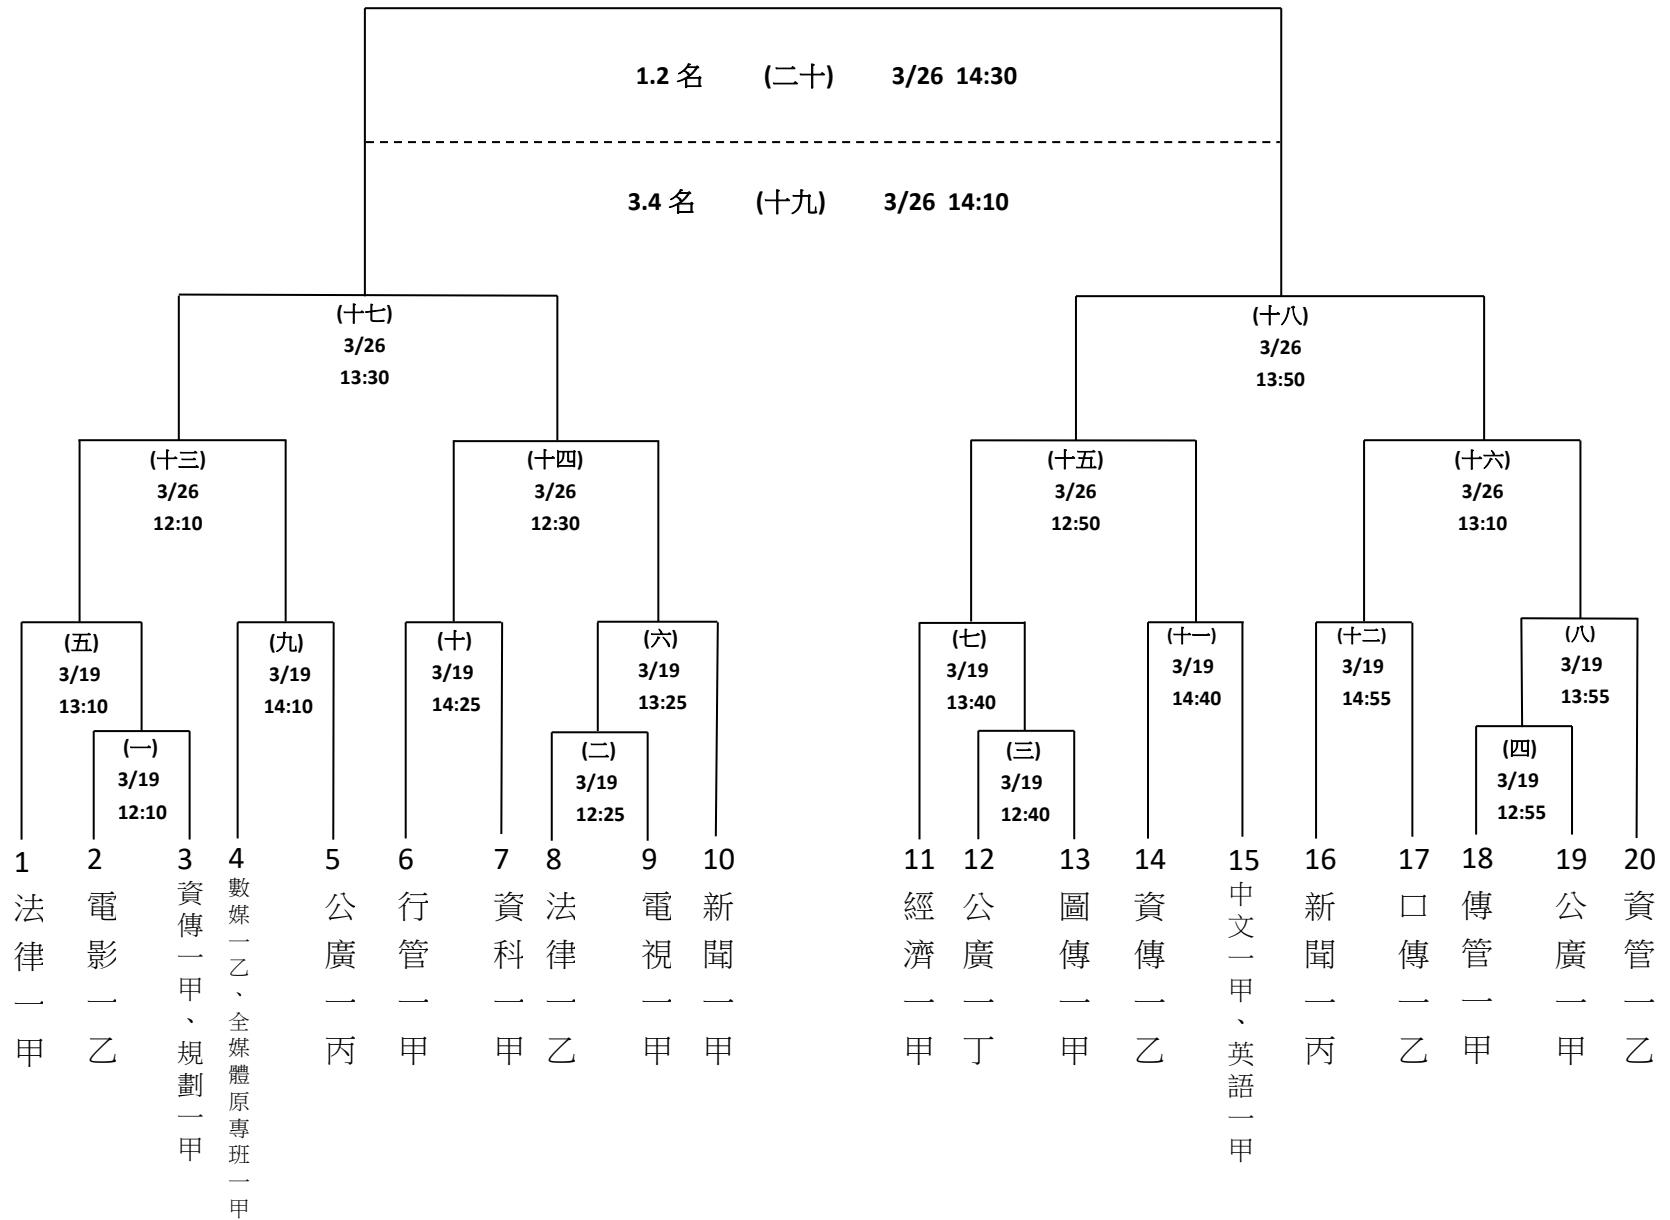 1.2 名 (二十) 3/26 14:30
3.4 名 (十九) 3/26 14:10
(十七)
3/26
13:30
(十八)
3/26
13:50
(十三)
3/26
12:10
(十四)
3/26
12:30
(十五)
3/26
12:50
(十六)
3/26
13:10
(五)
3/19
13:10
(九)
3/19
14:10
(十)
3/19
14:25
(六)
3/19
13:25
(七)
3/19
13:40
(十一)
3/19
14:40
(十二)
3/19
14:55
(八)
3/19
13:55
(一)
3/19
12:10
(二)
3/19
12:25
(三)
3/19
12:40
(四)
3/19
12:55
1
法律一甲
2
電影一乙
3
資傳一甲、規劃一甲
4
數媒一乙、全媒體原專班一甲
5
公廣一丙
6
行管一甲
7
資科一甲
8
法律一乙
9
電視一甲
10
新聞一甲
11
經濟一甲
12
公廣一丁
13
圖傳一甲
14
資傳一乙
15
中文一甲、英語一甲
16
新聞一丙
17
口傳一乙
18
傳管一甲
19
公廣一甲
20
資管一乙